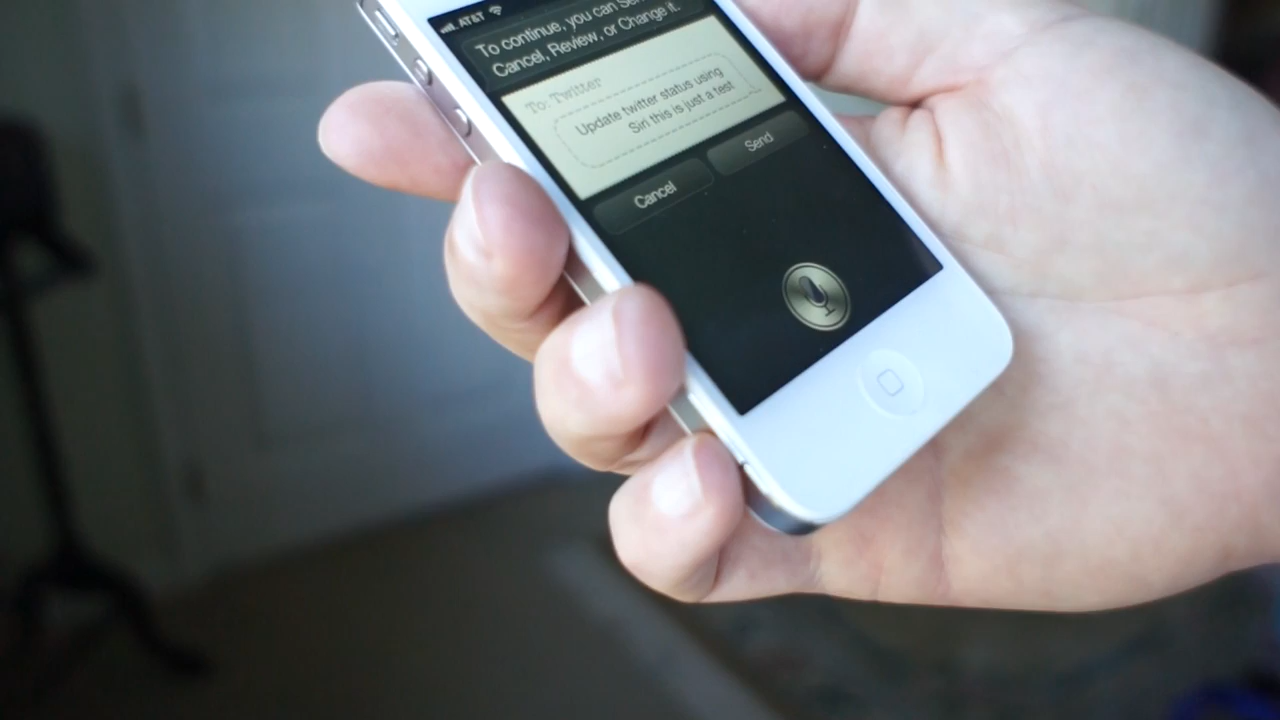 AT&T
To continue, you can
Cancel, Review, or Change it.
To: Twitter
Update twitter status using
Siri this is just a test
Cancel
Send